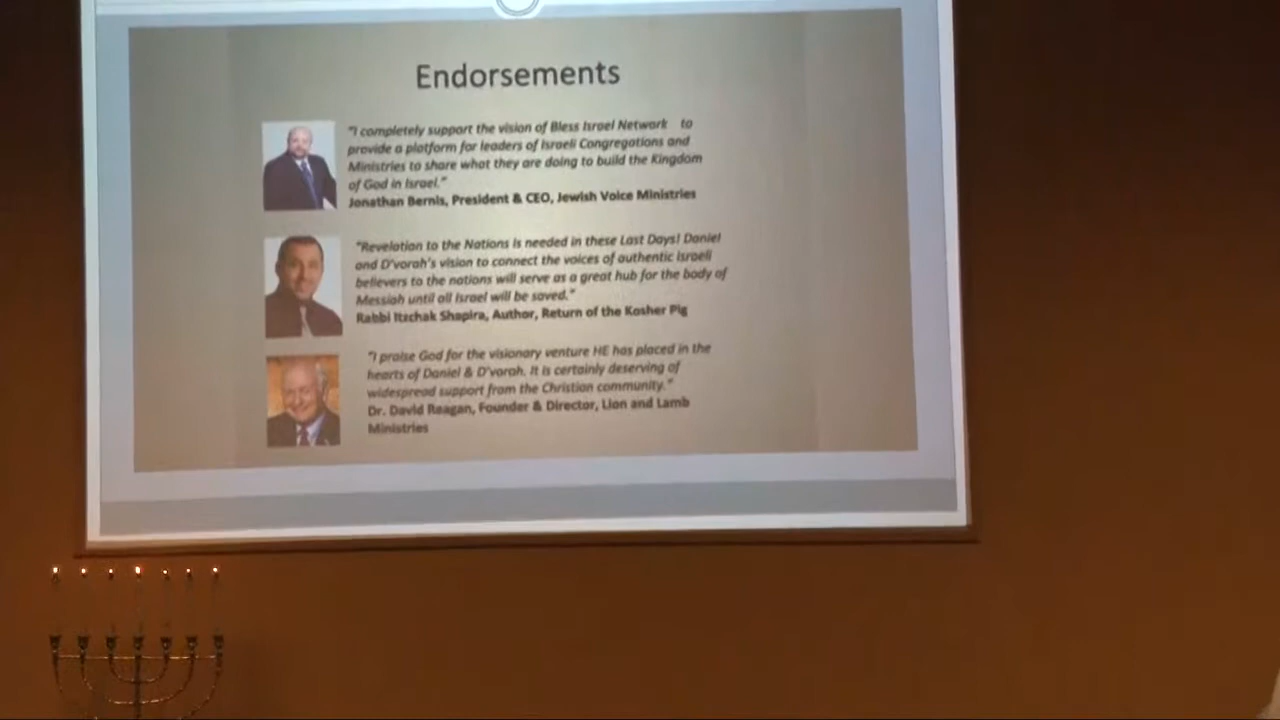 Endorsements
"I completely support the vision of Bless Israel Network to
provide a platform for leaders of Israeli Congregations and
Ministries to share what they are doing to build the Kingdom
of God in Israel."
Jonathan Bernis, President & CEO, Jewish Voice Ministries
"Revelation to the Nations is needed in these Last Days! Daniel
and D'vorah's vision to connect the voices of authentic Israeli
believers to the nations will serve as a great hub for the body of
Messiah until all Israel will be saved."
Rabbi Itzchak Shapira, Author, Return of the Kosher Pig
"I praise God for the visionary venture HE has placed in the
hearts of Daniel & D'vorah. It is certainly deserving of
widespread support from the Christian community."
Dr. David Reagan, Founder & Director, Lion and Lamb
Ministries